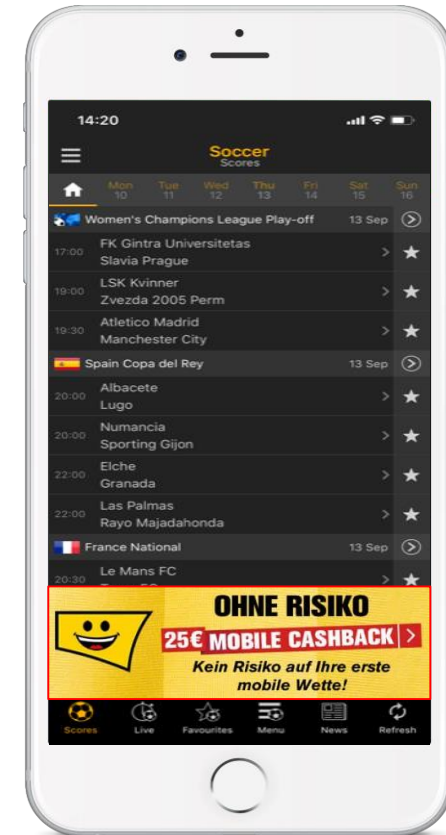 14:20
Soccer
Scores
Mon Tue Wed Thu Fri Sat Sun
10 11 12 13 14 15 16
Women's Champions League Play-off 13 Sep
17:00 FK Gintra Universitetas
Slavia Prague
19:00 LSK Kvinner
Zvezda 2005 Perm
19:30 Atletico Madrid
Manchester City
Spain Copa del Rey 13 Sep
20:00 Albacete
Lugo
20:00 Numancia
Sporting Gijon
22:00 Elche
Granada
22:00 Las Palmas
Rayo Majadahonda
France National 13 Sep
20:30 Le Mans FC
OHNE RISIKO
25€ MOBILE CASHBACK
Kein Risiko auf Ihre erste
mobile Wette!
Scores Live Favourites Menu News Refresh